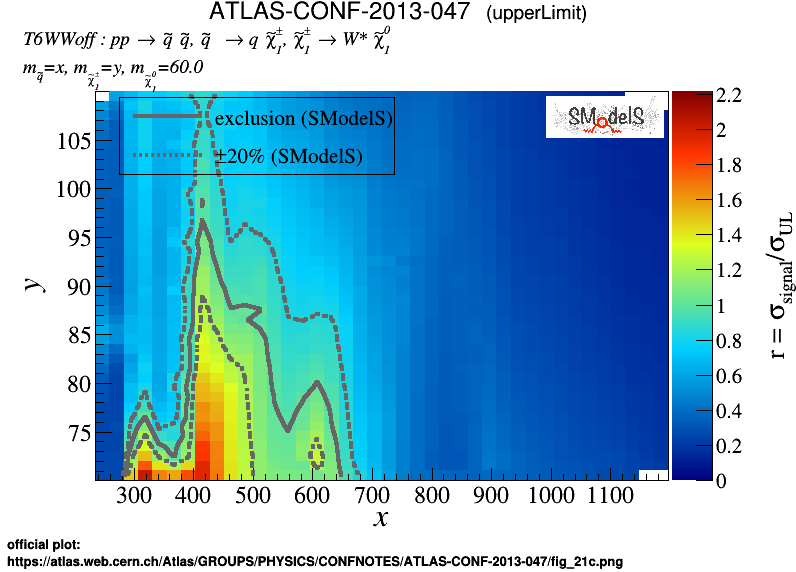 ATLAS-CONF-2013-047 (upperLimit)
T6WWoff : pp → q̃ q̃, q̃ → q χ̃₁±, χ̃₁± → W* χ̃₁⁰
m_q̃=x, m_χ̃₁±=y, m_χ̃₁⁰=60.0
exclusion (SModelS)
±20% (SModelS)
SModelS
105
100
95
90
85
80
75
y
300 400 500 600 700 800 900 1000 1100
x
2.2
2
1.8
1.6
1.4
1.2
1
0.8
0.6
0.4
0.2
0
r = σ_signal/σ_UL
official plot:
https://atlas.web.cern.ch/Atlas/GROUPS/PHYSICS/CONFNOTES/ATLAS-CONF-2013-047/fig_21c.png